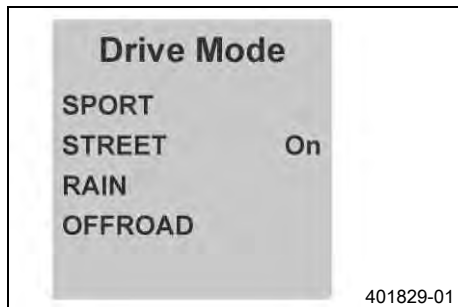 Drive Mode
SPORT
STREET On
RAIN
OFFROAD
401829-01